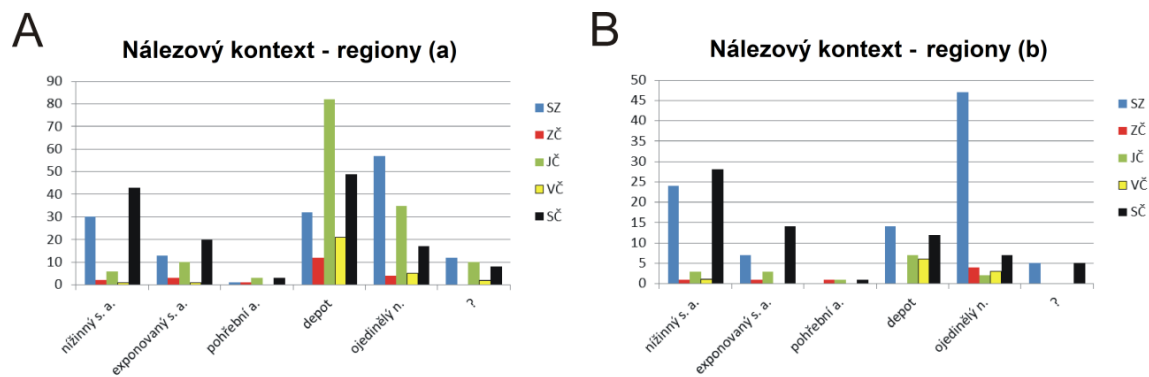 A
Nálezový kontext - regiony (a)
90
80
70
60
50
40
30
20
10
0
nížinný s. a.
exponovaný s. a.
pohřební a.
depot
ojedinělý n.
?
SZ
ZČ
JČ
VČ
SČ
B
Nálezový kontext - regiony (b)
50
45
40
35
30
25
20
15
10
5
0
nížinný s. a.
exponovaný s. a.
pohřební a.
depot
ojedinělý n.
?
SZ
ZČ
JČ
VČ
SČ